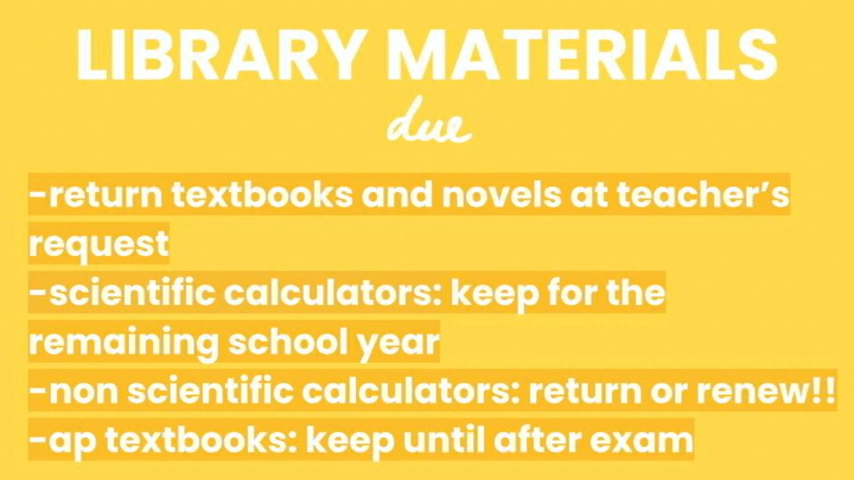 LIBRARY MATERIALS
due
-return textbooks and novels at teacher's
request
-scientific calculators: keep for the
remaining school year
-non scientific calculators: return or renew!!
-ap textbooks: keep until after exam